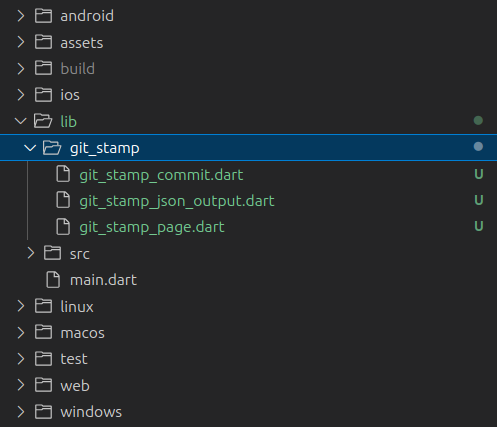 android
assets
build
ios
lib
git_stamp
git_stamp_commit.dart U
git_stamp_json_output.dart U
git_stamp_page.dart U
src
main.dart
linux
macos
test
web
windows